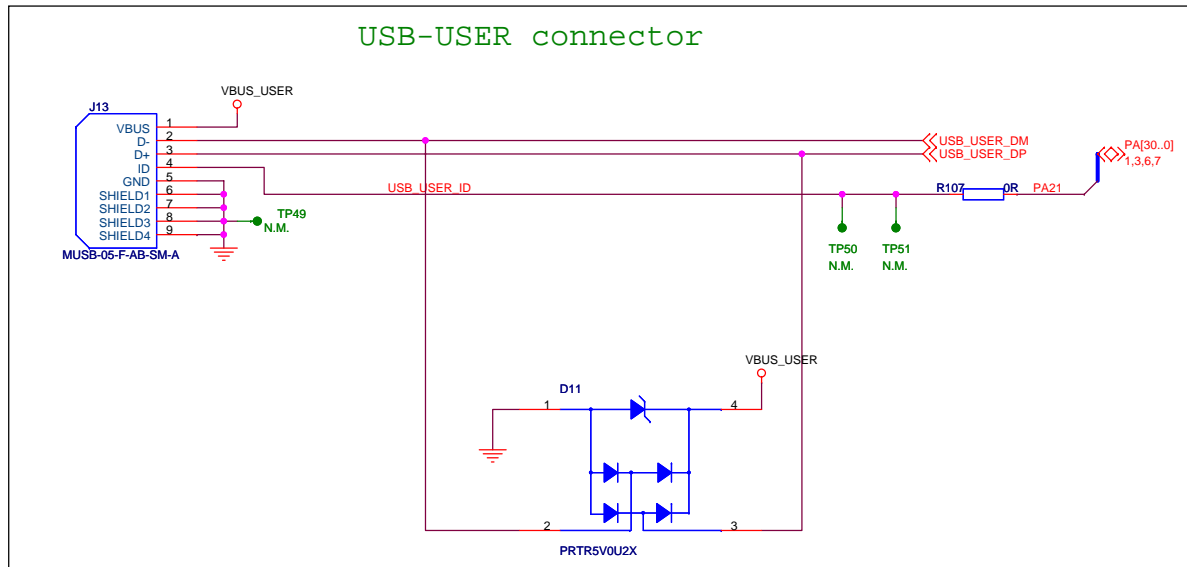 USB-USER connector
VBUS_USER
J13
VBUS 1
D- 2
D+ 3
ID 4
GND 5
SHIELD1 6
SHIELD2 7
SHIELD3 8
SHIELD4 9
MUSB-05-F-AB-SM-A
TP49
N.M.
USB_USER_ID
USB_USER_DM
USB_USER_DP
PA[30..0]
1,3,6,7
R107 0R PA21
TP50
N.M.
TP51
N.M.
VBUS_USER
D11
1 4
2 3
PRTR5V0U2X